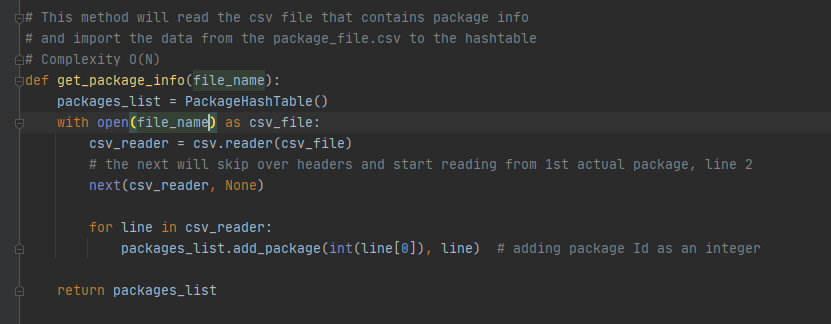 # This method will read the csv file that contains package info
# and import the data from the package_file.csv to the hashtable
# Complexity O(N)
def get_package_info(file_name):
    packages_list = PackageHashTable()
    with open(file_name) as csv_file:
        csv_reader = csv.reader(csv_file)
        # the next will skip over headers and start reading from 1st actual package, line 2
        next(csv_reader, None)

        for line in csv_reader:
            packages_list.add_package(int(line[0]), line)  # adding package Id as an integer

    return packages_list